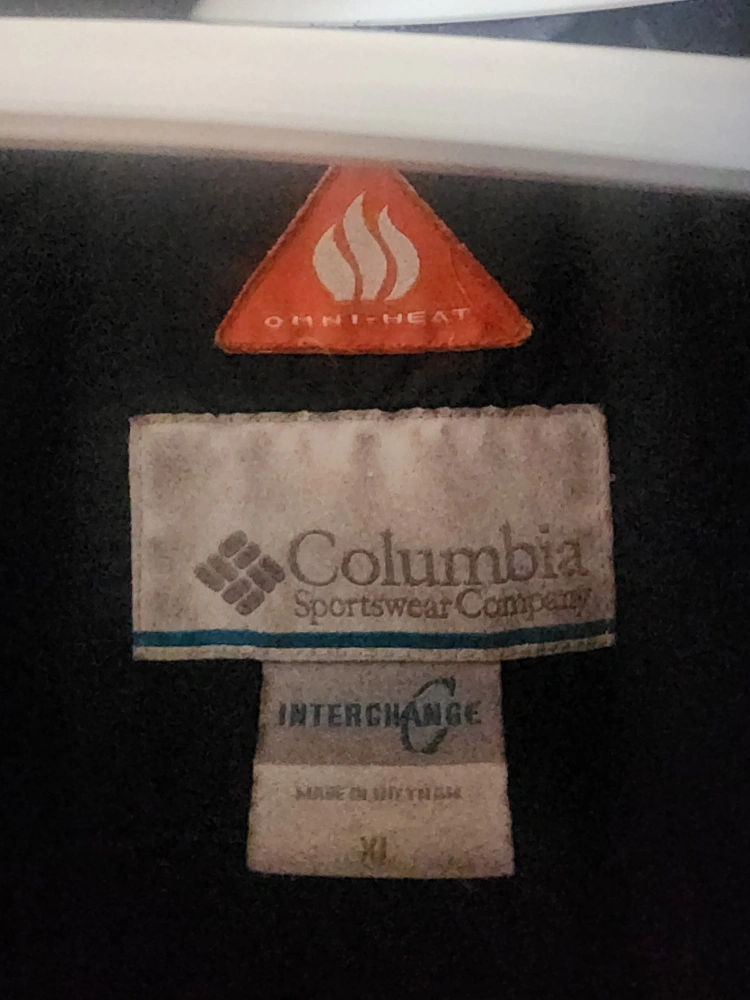 OMNI-HEAT
Columbia
Sportswear Company
INTERCHANGE
MADE IN VIETNAM
XL